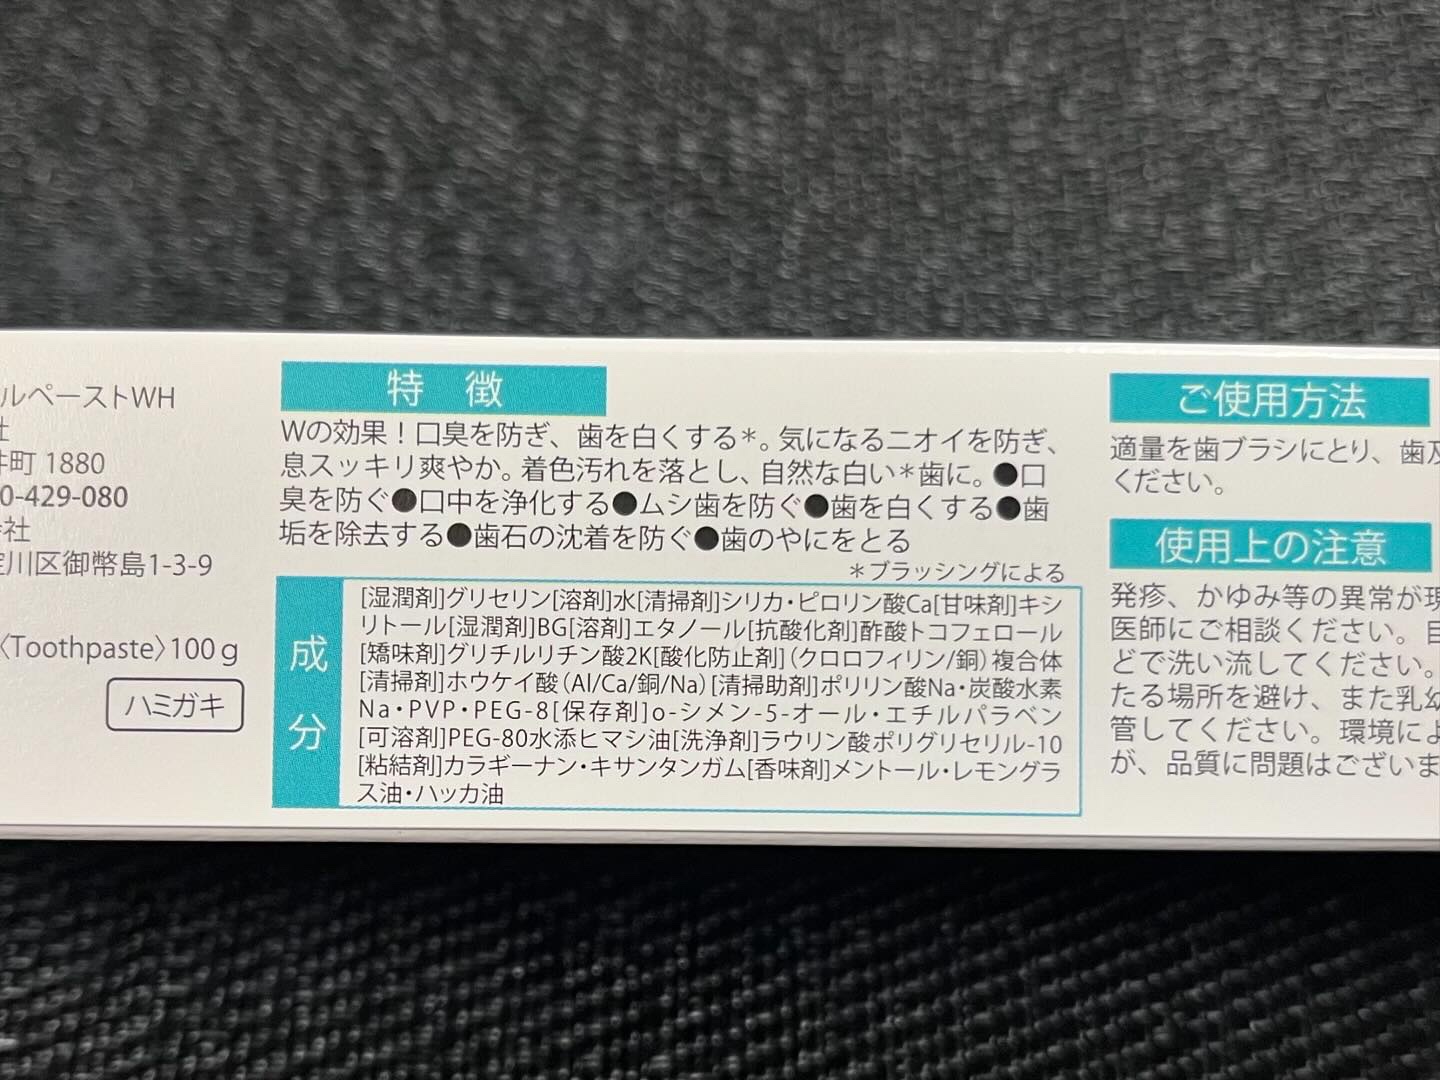 ルペーストWH
社
井町 1880
0-429-080
会社
淀川区御幣島1-3-9
〈Toothpaste〉100g
ハミガキ
特 徴
Wの効果！口臭を防ぎ、歯を白くする＊。気になるニオイを防ぎ、
息スッキリ爽やか。着色汚れを落とし、自然な白い＊歯に。●口
臭を防ぐ●口中を浄化する●ムシ歯を防ぐ●歯を白くする●歯
垢を除去する●歯石の沈着を防ぐ●歯のやにをとる
＊ブラッシングによる
成分
[湿潤剤]グリセリン[溶剤]水[清掃剤]シリカ・ピロリン酸Ca[甘味剤]キシ
リトール[湿潤剤]BG[溶剤]エタノール[抗酸化剤]酢酸トコフェロール
[矯味剤]グリチルリチン酸2K[酸化防止剤]（クロロフィリン/銅）複合体
[清掃剤]ホウケイ酸（Al/Ca/銅/Na）[清掃助剤]ポリリン酸Na・炭酸水素
Na・PVP・PEG-8[保存剤]o-シメン-5-オール・エチルパラベン
[可溶剤]PEG-80水添ヒマシ油[洗浄剤]ラウリン酸ポリグリセリル-10
[粘結剤]カラギーナン・キサンタンガム[香味剤]メントール・レモングラ
ス油・ハッカ油
ご使用方法
適量を歯ブラシにとり、歯及
ください。
使用上の注意
発疹、かゆみ等の異常が現
医師にご相談ください。目
どで洗い流してください。
たる場所を避け、また乳幼
管してください。環境によ
が、品質に問題はございま